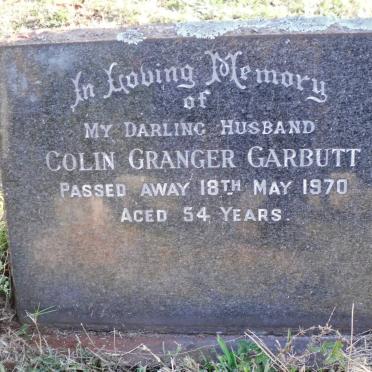 In Loving Memory
of
My Darling Husband
Colin Granger Garbutt
Passed away 18th May 1970
Aged 54 Years.